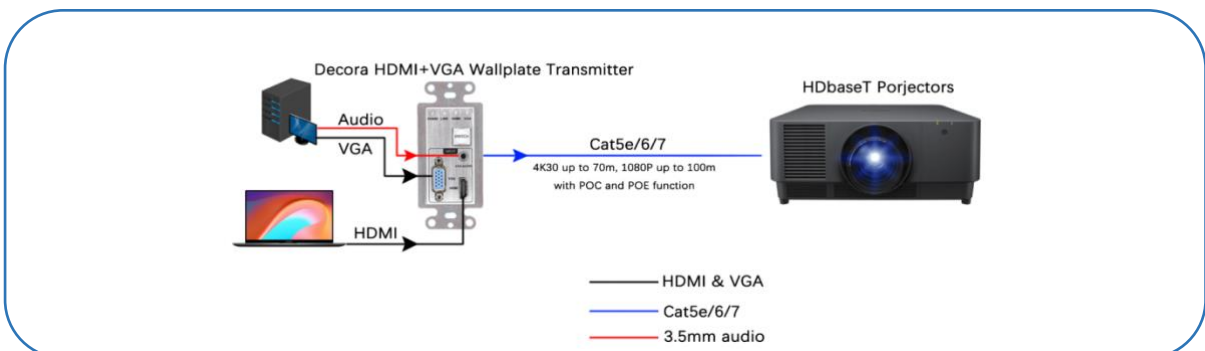 Decora HDMI+VGA Wallplate Transmitter
HDbaseT Porjectors
Audio
VGA
Cat5e/6/7
4K30 up to 70m, 1080P up to 100m
with POC and POE function
HDMI
HDMI & VGA
Cat5e/6/7
3.5mm audio